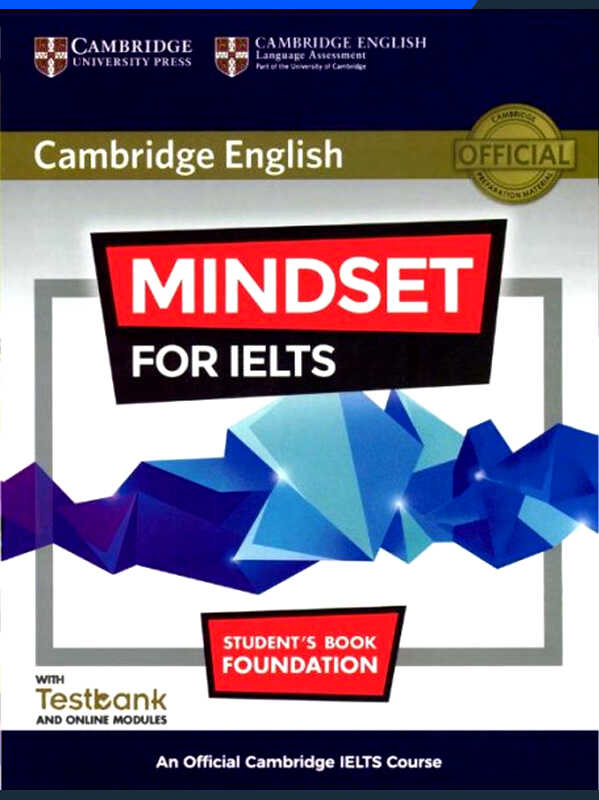 CAMBRIDGE
UNIVERSITY PRESS
CAMBRIDGE ENGLISH
Language Assessment
Part of the University of Cambridge
Cambridge English
CAMBRIDGE
OFFICIAL
PREPARATION MATERIAL
MINDSET
FOR IELTS
STUDENT'S BOOK
FOUNDATION
WITH
Testbank
AND ONLINE MODULES
An Official Cambridge IELTS Course